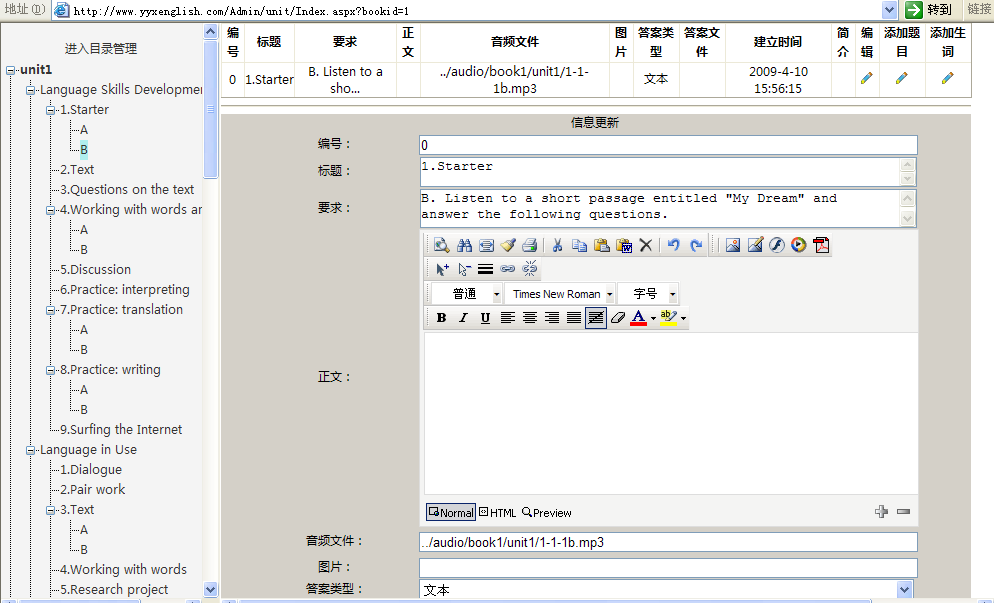 地址(D) http://www.yyxenglish.com/Admin/unit/Index.aspx?bookid=1 转到 链接
进入目录管理
unit1
Language Skills Developmer
1.Starter
A
B
2.Text
3.Questions on the text
4.Working with words ar
A
B
5.Discussion
6.Practice: interpreting
7.Practice: translation
A
B
8.Practice: writing
A
B
9.Surfing the Internet
Language in Use
1.Dialogue
2.Pair work
3.Text
A
B
4.Working with words
5.Research project
编号 标题 要求 正文 音频文件 图片 答案类型 答案文件 建立时间 简介 编辑 添加题目 添加生词
0 1.Starter B. Listen to a sho... ../audio/book1/unit1/1-1-1b.mp3 文本 2009-4-10 15:56:15
信息更新
编号： 0
标题： 1.Starter
要求： B. Listen to a short passage entitled "My Dream" and
answer the following questions.
普通 Times New Roman 字号
B I U A ab
正文：
Normal HTML Preview
音频文件： ../audio/book1/unit1/1-1-1b.mp3
图片：
答案类型： 文本